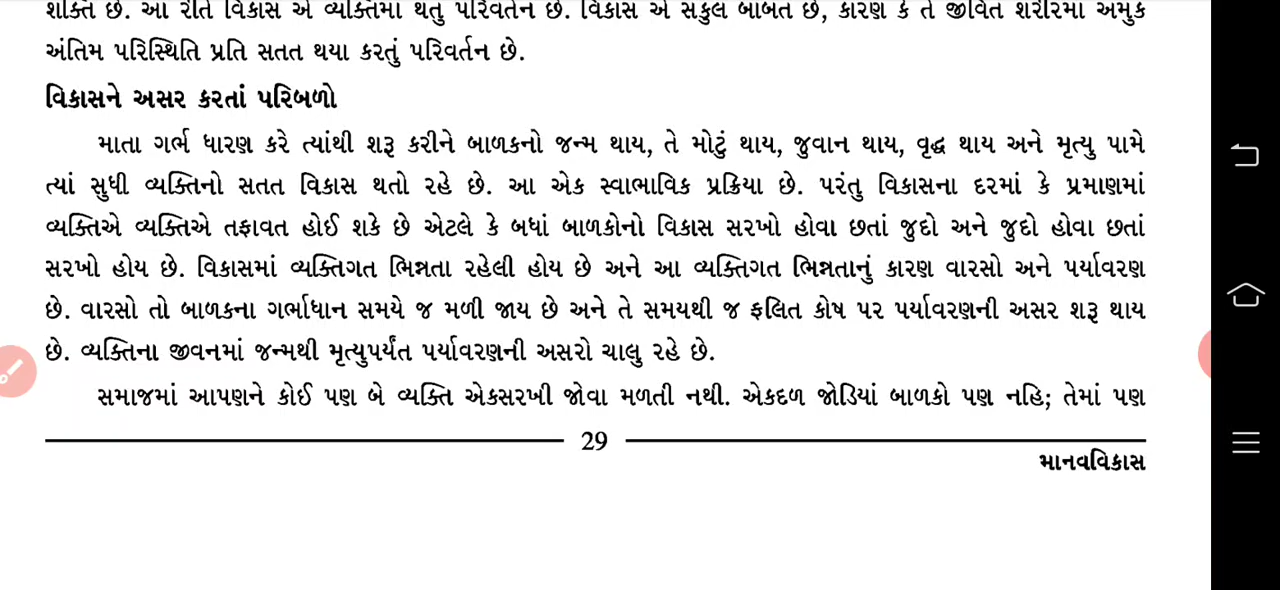 શક્તિ છે. આ રીતે વિકાસ એ વ્યક્તિમાં થતું પરિવર્તન છે. વિકાસ એ સંકુલ બાબત છે, કારણ કે તે જીવિત શરીરમાં અમુક
અંતિમ પરિસ્થિતિ પ્રતિ સતત થયા કરતું પરિવર્તન છે.
વિકાસને અસર કરતાં પરિબળો
માતા ગર્ભ ધારણ કરે ત્યાંથી શરૂ કરીને બાળકનો જન્મ થાય, તે મોટું થાય, જુવાન થાય, વૃદ્ધ થાય અને મૃત્યુ પામે
ત્યાં સુધી વ્યક્તિનો સતત વિકાસ થતો રહે છે. આ એક સ્વાભાવિક પ્રક્રિયા છે. પરંતુ વિકાસના દરમાં કે પ્રમાણમાં
વ્યક્તિએ વ્યક્તિએ તફાવત હોઈ શકે છે એટલે કે બધાં બાળકોનો વિકાસ સરખો હોવા છતાં જુદો અને જુદો હોવા છતાં
સરખો હોય છે. વિકાસમાં વ્યક્તિગત ભિન્નતા રહેલી હોય છે અને આ વ્યક્તિગત ભિન્નતાનું કારણ વારસો અને પર્યાવરણ
છે. વારસો તો બાળકના ગર્ભાધાન સમયે જ મળી જાય છે અને તે સમયથી જ ફલિત કોષ પર પર્યાવરણની અસર શરૂ થાય
છે. વ્યક્તિના જીવનમાં જન્મથી મૃત્યુપર્યંત પર્યાવરણની અસરો ચાલુ રહે છે.
સમાજમાં આપણને કોઈ પણ બે વ્યક્તિ એકસરખી જોવા મળતી નથી. એકદળ જોડિયાં બાળકો પણ નહિ; તેમાં પણ
29
માનવવિકાસ